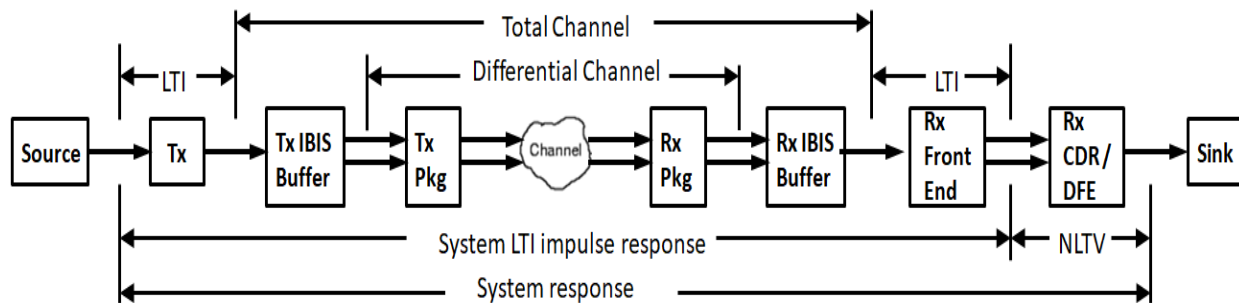 Total Channel
LTI
Differential Channel
LTI
Source
Tx
Tx IBIS
Buffer
Tx
Pkg
Channel
Rx
Pkg
Rx IBIS
Buffer
Rx
Front
End
Rx
CDR/
DFE
Sink
System LTI impulse response
NLTV
System response